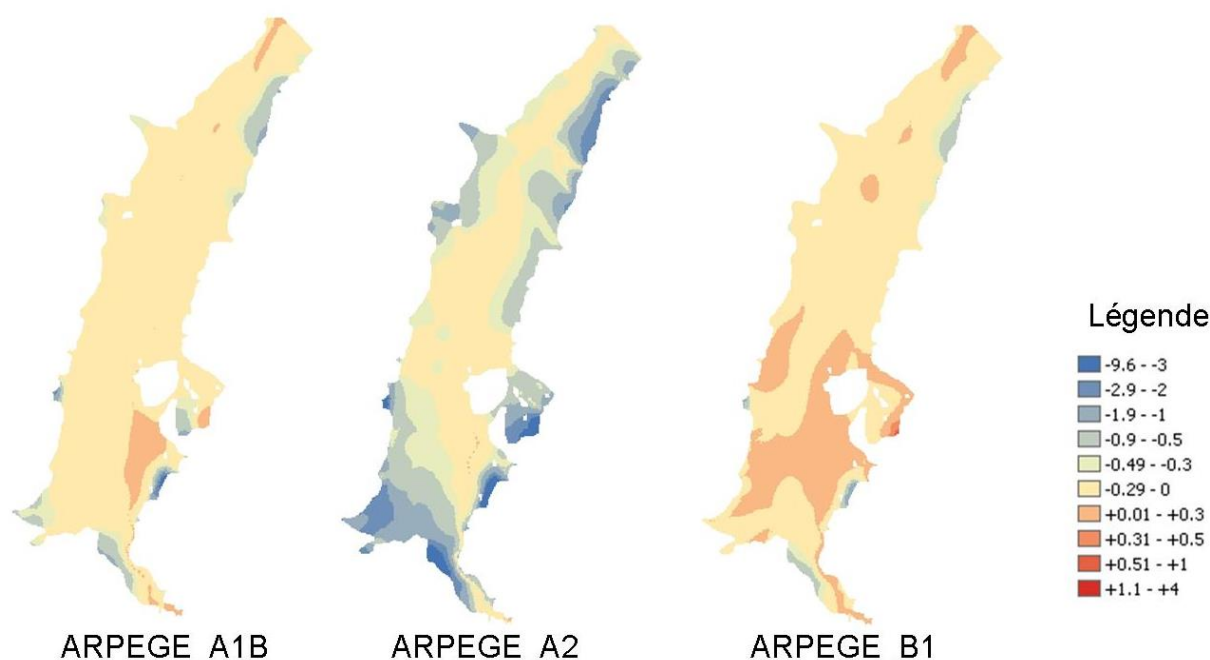 Légende
-9.6 - -3
-2.9 - -2
-1.9 - -1
-0.9 - -0.5
-0.49 - -0.3
-0.29 - 0
+0.01 - +0.3
+0.31 - +0.5
+0.51 - +1
+1.1 - +4
ARPEGE A1B
ARPEGE A2
ARPEGE B1